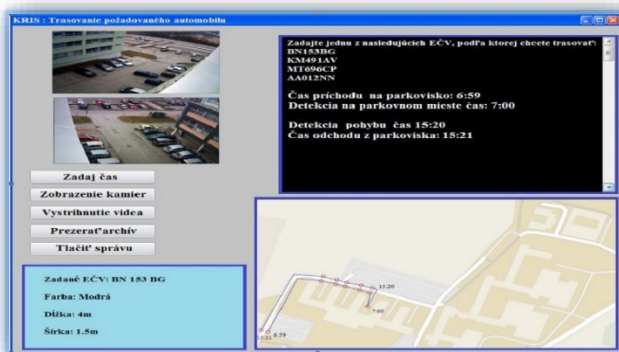 KRIS : Trasovanie požadovaného automobilu
Zadajte jednu z nasledujúcich EČV, podľa ktorej chcete trasovať:
BN153BG
KM491AV
MT696CP
AA012NN
Čas príchodu na parkovisko: 6:59
Detekcia na parkovnom mieste čas: 7:00
Detekcia pohybu čas 15:20
Čas odchodu z parkoviska: 15:21
Zadaj čas
Zobrazenie kamier
Vystrihnutie videa
Prezerať archív
Tlačiť správu
Zadané EČV: BN 153 BG
Farba: Modrá
Dĺžka: 4m
Šírka: 1.5m
15:20
7:00
15:21 6:59